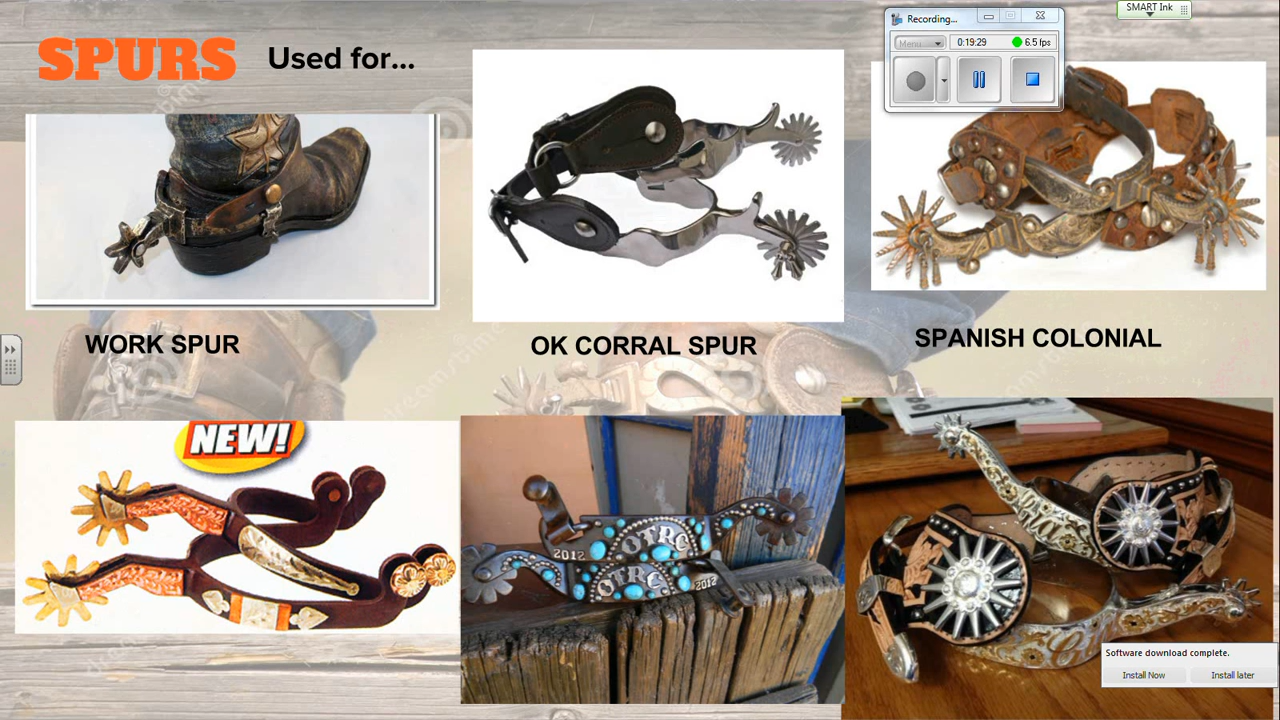 SPURS
Used for...
Recording...
Menu...
0:19:29
6.5 fps
SMART Ink
WORK SPUR
OK CORRAL SPUR
SPANISH COLONIAL
NEW!
OTRC
2012
OTRC
2012
Software download complete.
Install Now
Install later